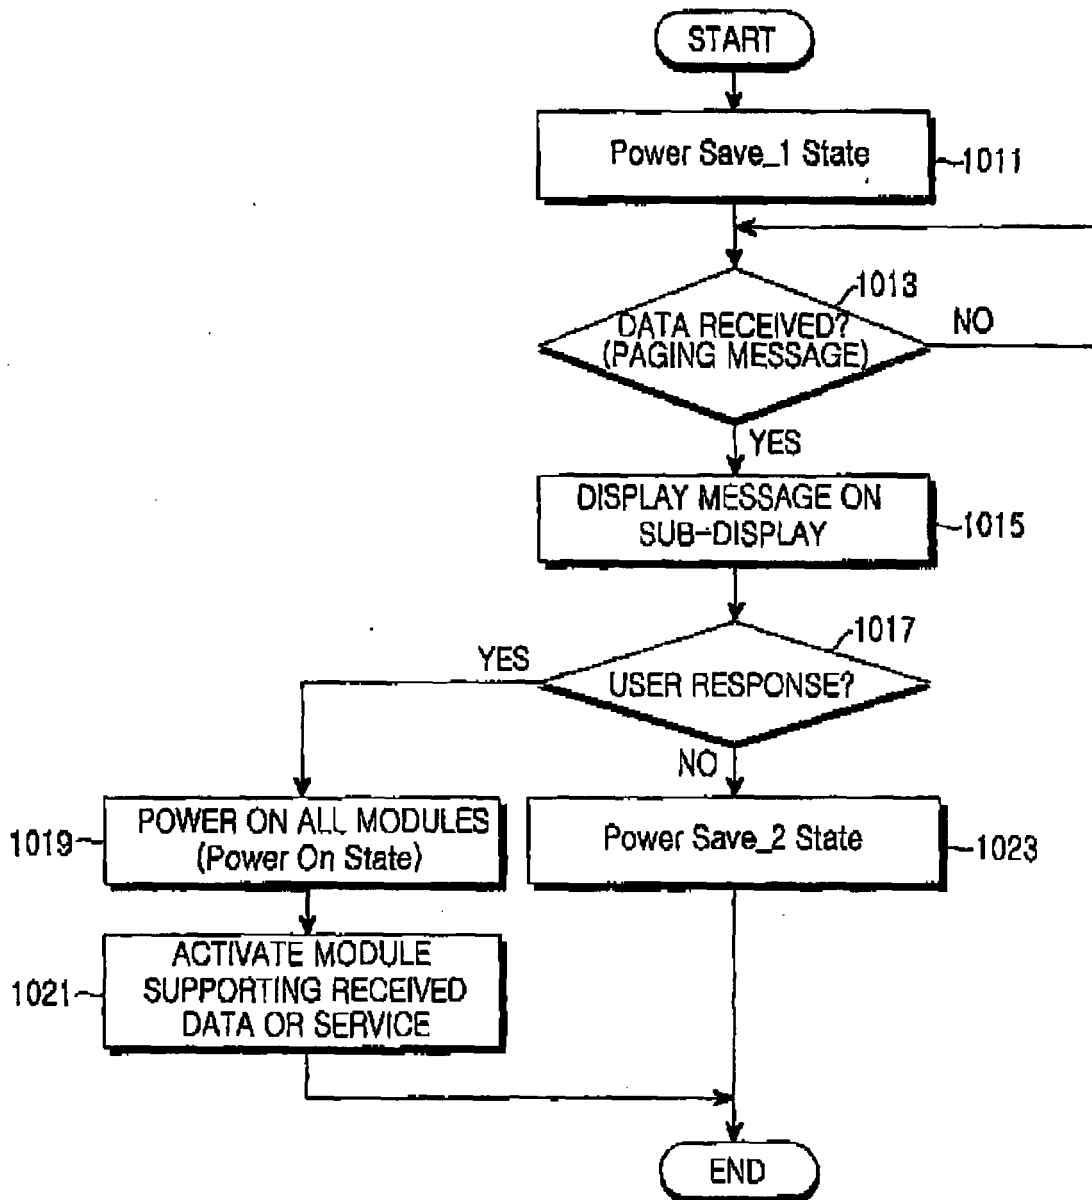 START
Power Save_1 State
1011
1013
DATA RECEIVED?
(PAGING MESSAGE)
NO
YES
DISPLAY MESSAGE ON
SUB-DISPLAY
1015
1017
YES
USER RESPONSE?
NO
1019
POWER ON ALL MODULES
(Power On State)
Power Save_2 State
1023
1021
ACTIVATE MODULE
SUPPORTING RECEIVED
DATA OR SERVICE
END